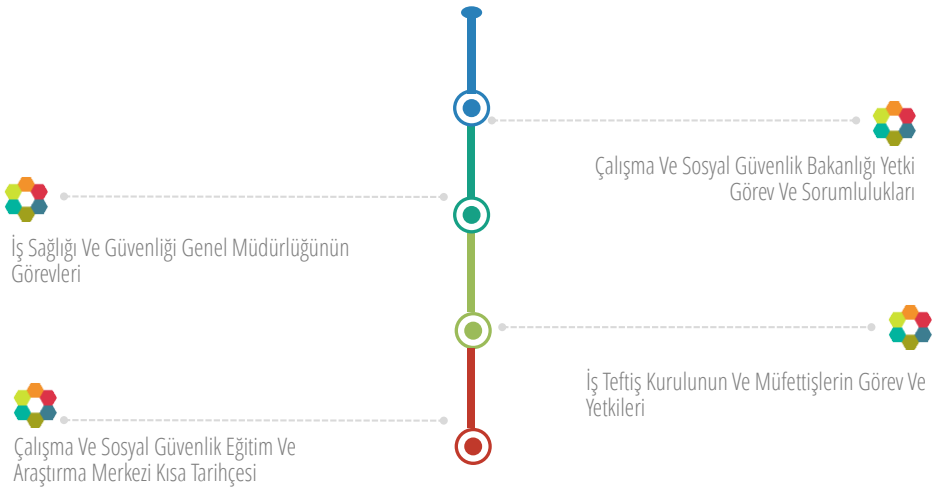 Çalışma Ve Sosyal Güvenlik Bakanlığı Yetki
Görev Ve Sorumlulukları
İş Sağlığı Ve Güvenliği Genel Müdürlüğünün
Görevleri
İş Teftiş Kurulunun Ve Müfettişlerin Görev Ve
Yetkileri
Çalışma Ve Sosyal Güvenlik Eğitim Ve
Araştırma Merkezi Kısa Tarihçesi